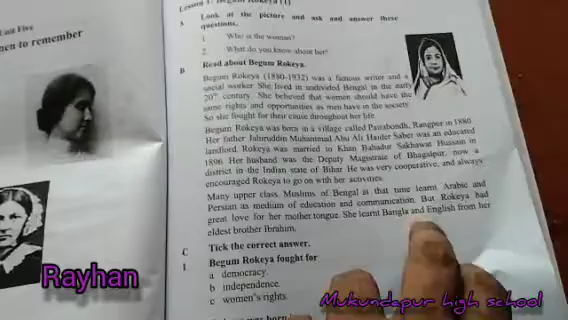 Unit Five
men to remember
Lesson 1: Begum Rokeya (1)
A Look at the picture and ask and answer these
questions.
1. Who is the woman?
2. What do you know about her?
B Read about Begum Rokeya.
Begum Rokeya (1880-1932) was a famous writer and a
social worker. She lived in undivided Bengal in the early
20th century. She believed that women should have the
same rights and opportunities as men have in the society.
So she fought for their cause throughout her life.
Begum Rokeya was born in a village called Pairabondh, Rangpur in 1880.
Her father Jahiruddin Muhammad Abu Ali Haider Saber was an educated
landlord. Rokeya was married to Khan Bahadur Sakhawat Hussain in
1896. Her husband was the Deputy Magistrate of Bhagalpur, now a
district in the Indian state of Bihar. He was very cooperative, and always
encouraged Rokeya to go on with her activities.
Many upper class Muslims of Bengal at that time learnt Arabic and
Persian as medium of education and communication. But Rokeya had
great love for her mother tongue. She learnt Bangla and English from her
eldest brother Ibrahim.
C Tick the correct answer.
1 Begum Rokeya fought for
a democracy.
b independence.
c women's rights.
was born
Rayhan
Mukundapur high school